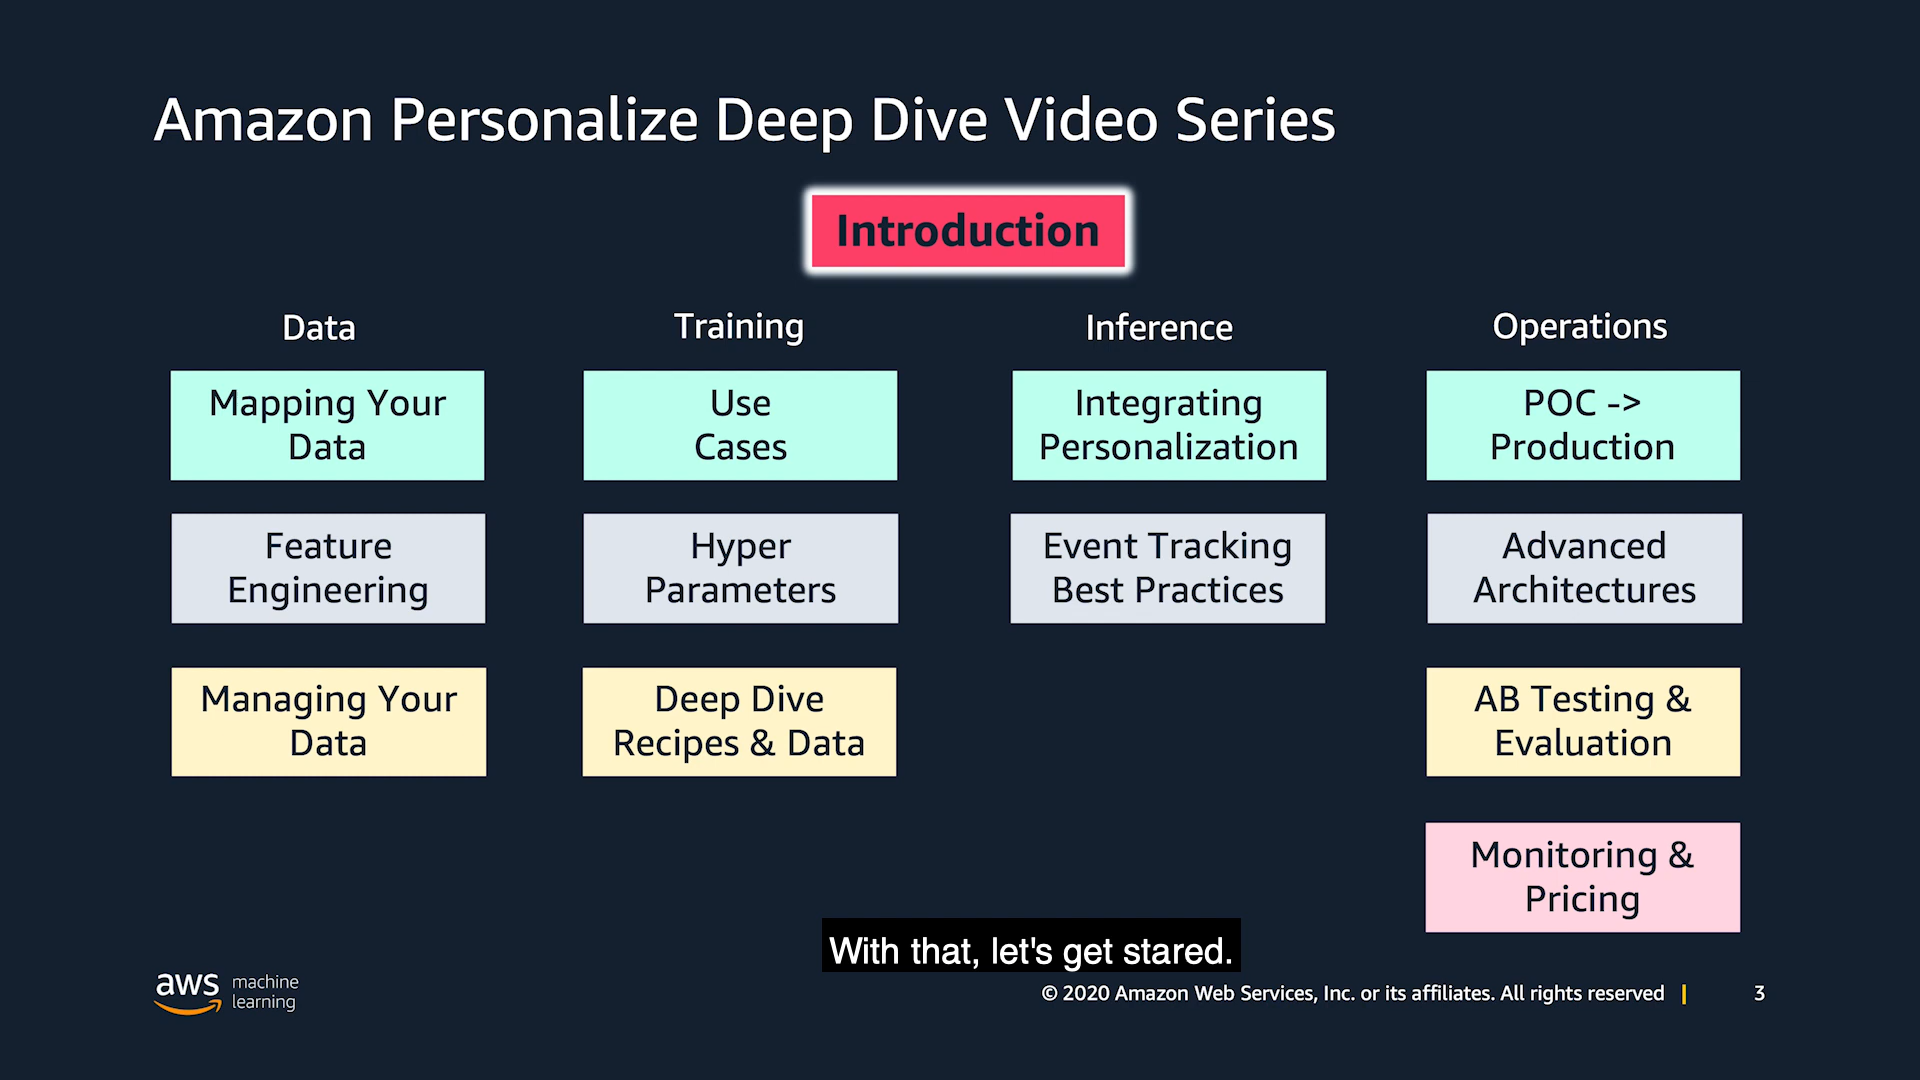 Amazon Personalize Deep Dive Video Series
Introduction
Data
Mapping Your
Data
Feature
Engineering
Managing Your
Data
Training
Use
Cases
Hyper
Parameters
Deep Dive
Recipes & Data
Inference
Integrating
Personalization
Event Tracking
Best Practices
Operations
POC ->
Production
Advanced
Architectures
AB Testing &
Evaluation
Monitoring &
Pricing
With that, let's get stared.
aws machine
learning
© 2020 Amazon Web Services, Inc. or its affiliates. All rights reserved |
3